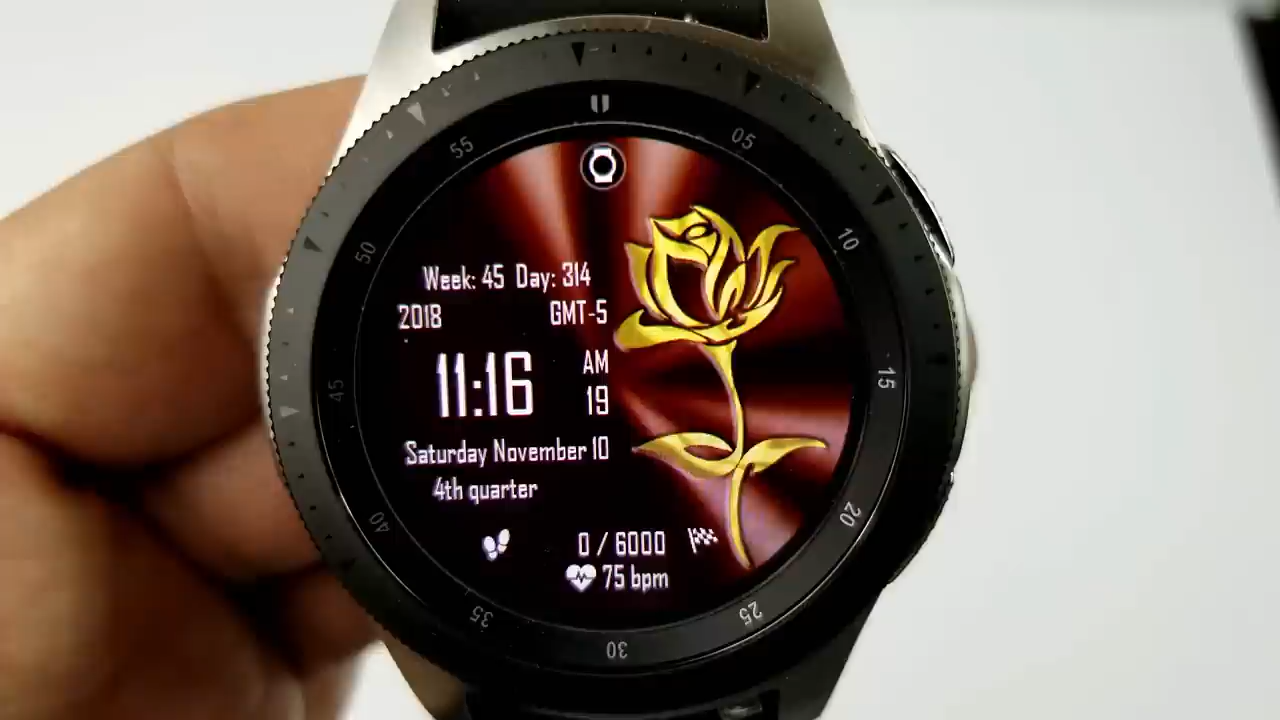 05
10
15
20
25
30
35
40
45
50
55
Week: 45 Day: 314
2018 GMT-5
11:16 AM
19
Saturday November 10
4th quarter
0 / 6000
75 bpm